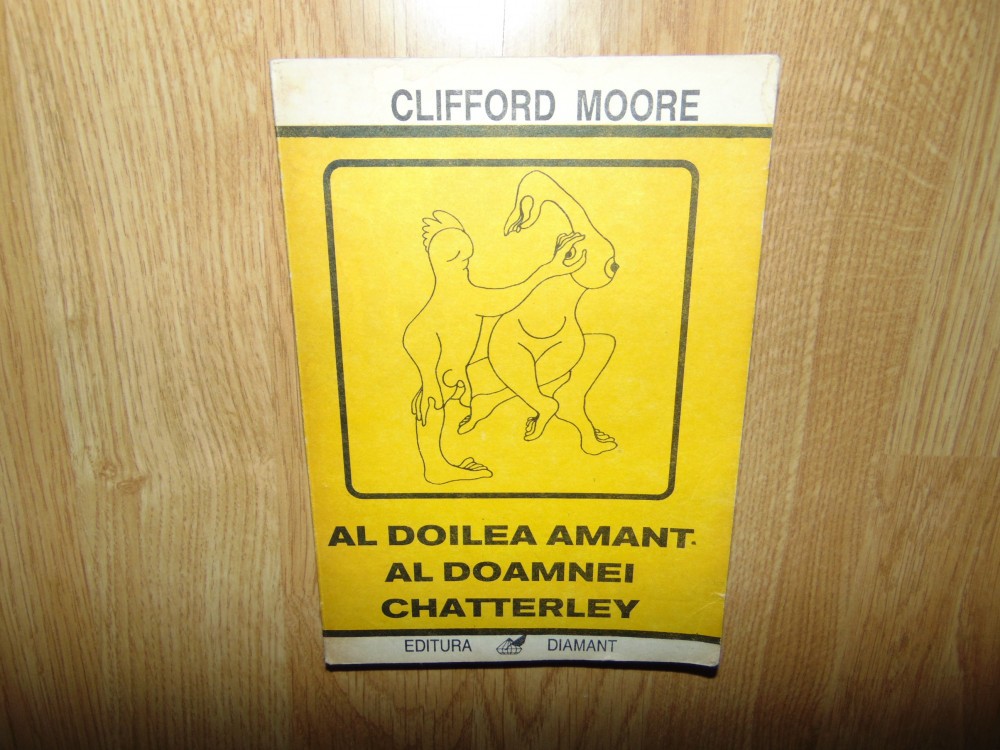 CLIFFORD MOORE
AL DOILEA AMANT.
AL DOAMNEI
CHATTERLEY
EDITURA DIAMANT